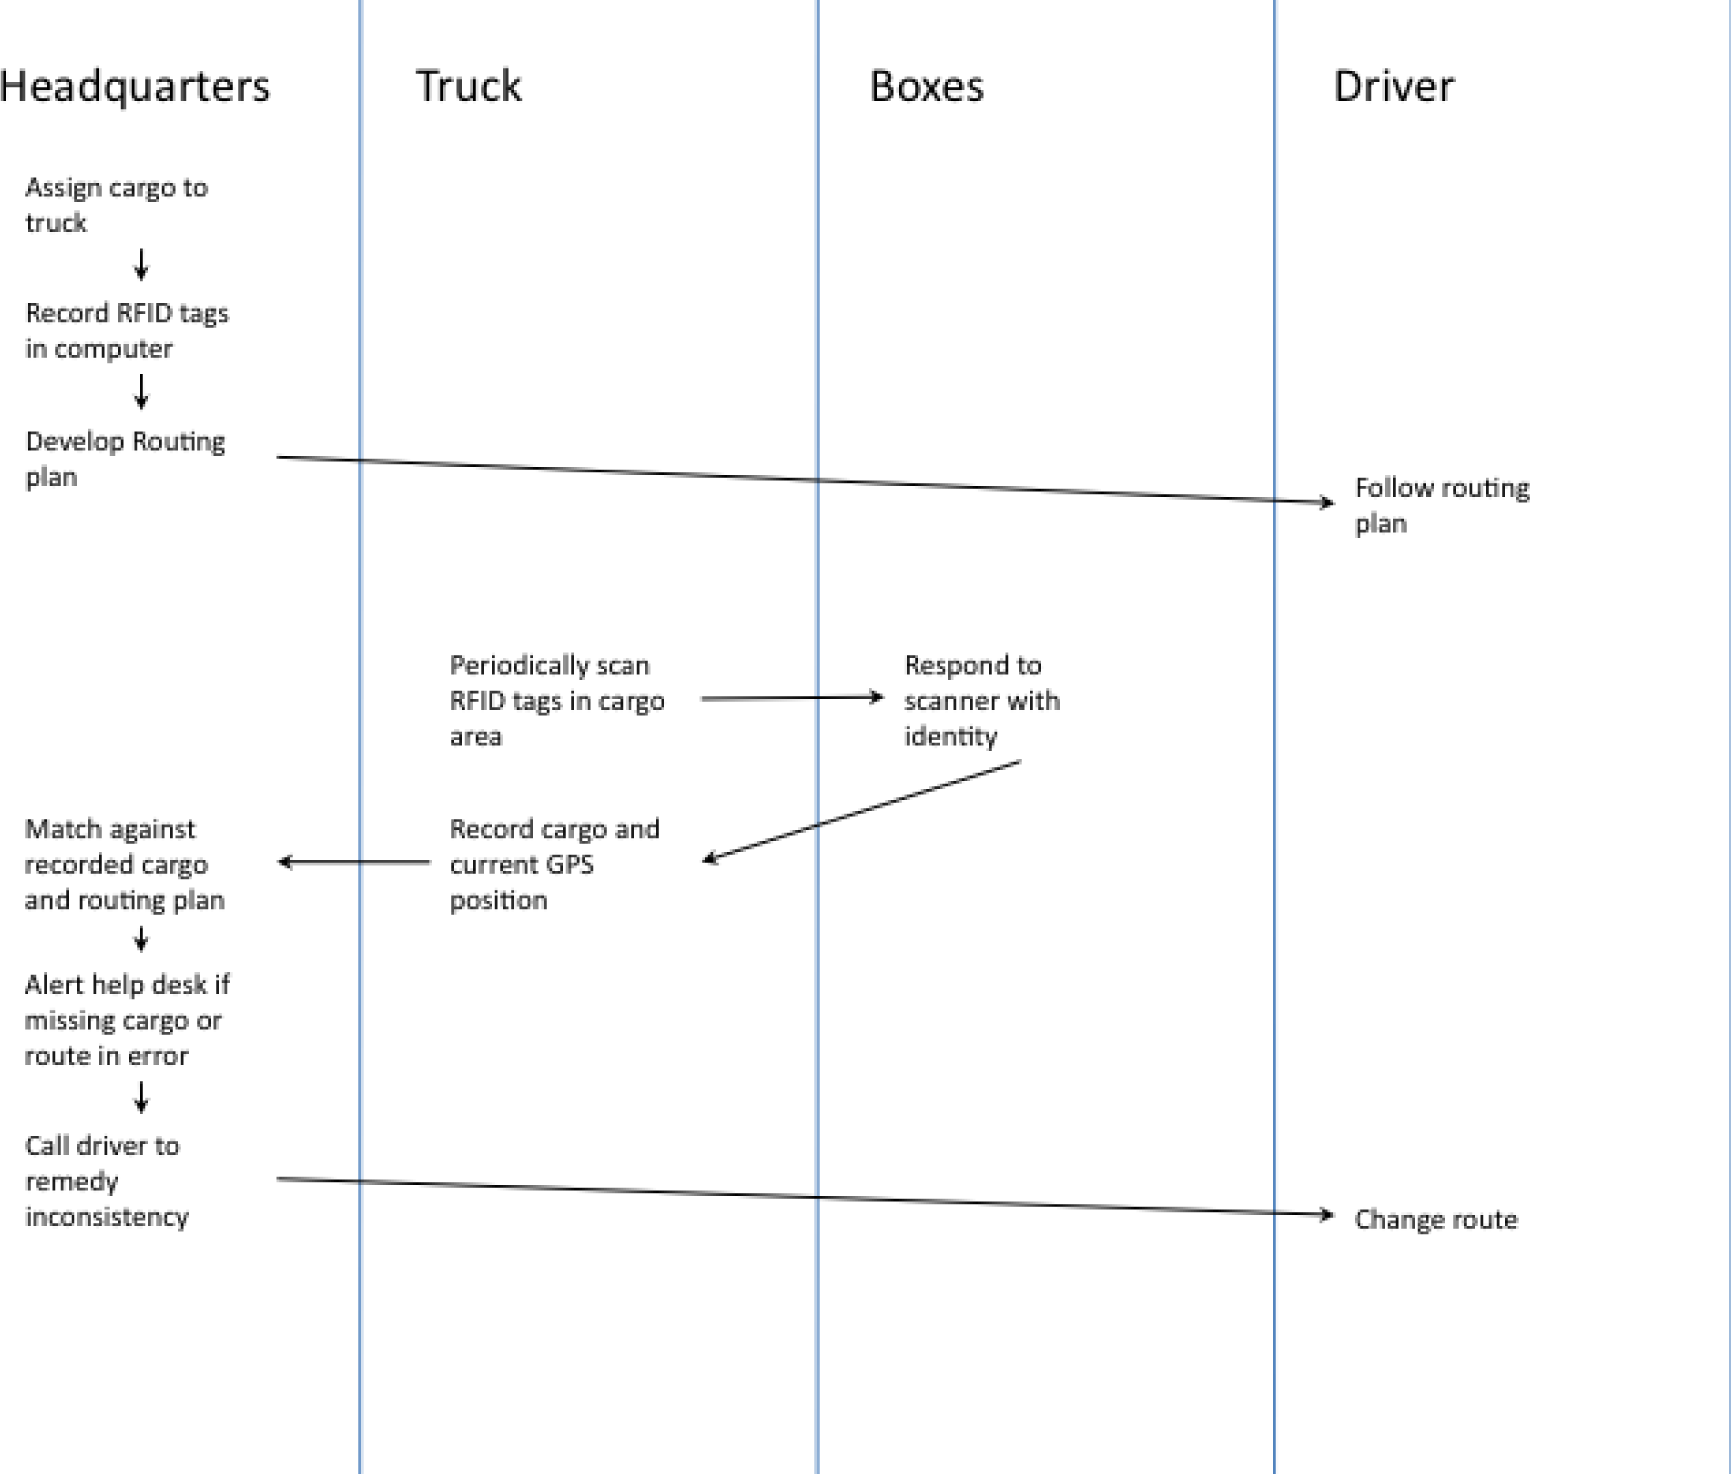 Headquarters
Truck
Boxes
Driver
Assign cargo to
truck
Record RFID tags
in computer
Develop Routing
plan
Follow routing
plan
Periodically scan
RFID tags in cargo
area
Respond to
scanner with
identity
Match against
recorded cargo
and routing plan
Record cargo and
current GPS
position
Alert help desk if
missing cargo or
route in error
Call driver to
remedy
inconsistency
Change route